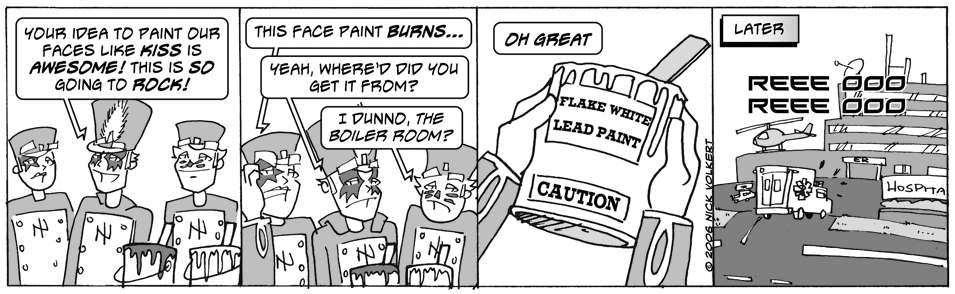 YOUR IDEA TO PAINT OUR
FACES LIKE KISS IS
AWESOME! THIS IS SO
GOING TO ROCK!
THIS FACE PAINT BURNS...
YEAH, WHERE'D DID YOU
GET IT FROM?
I DUNNO, THE
BOILER ROOM?
OH GREAT
FLAKE WHITE
LEAD PAINT
CAUTION
© 2006 NICK VOLKERT
LATER
REEE OOO
REEE OOO
ER
HOSPITA